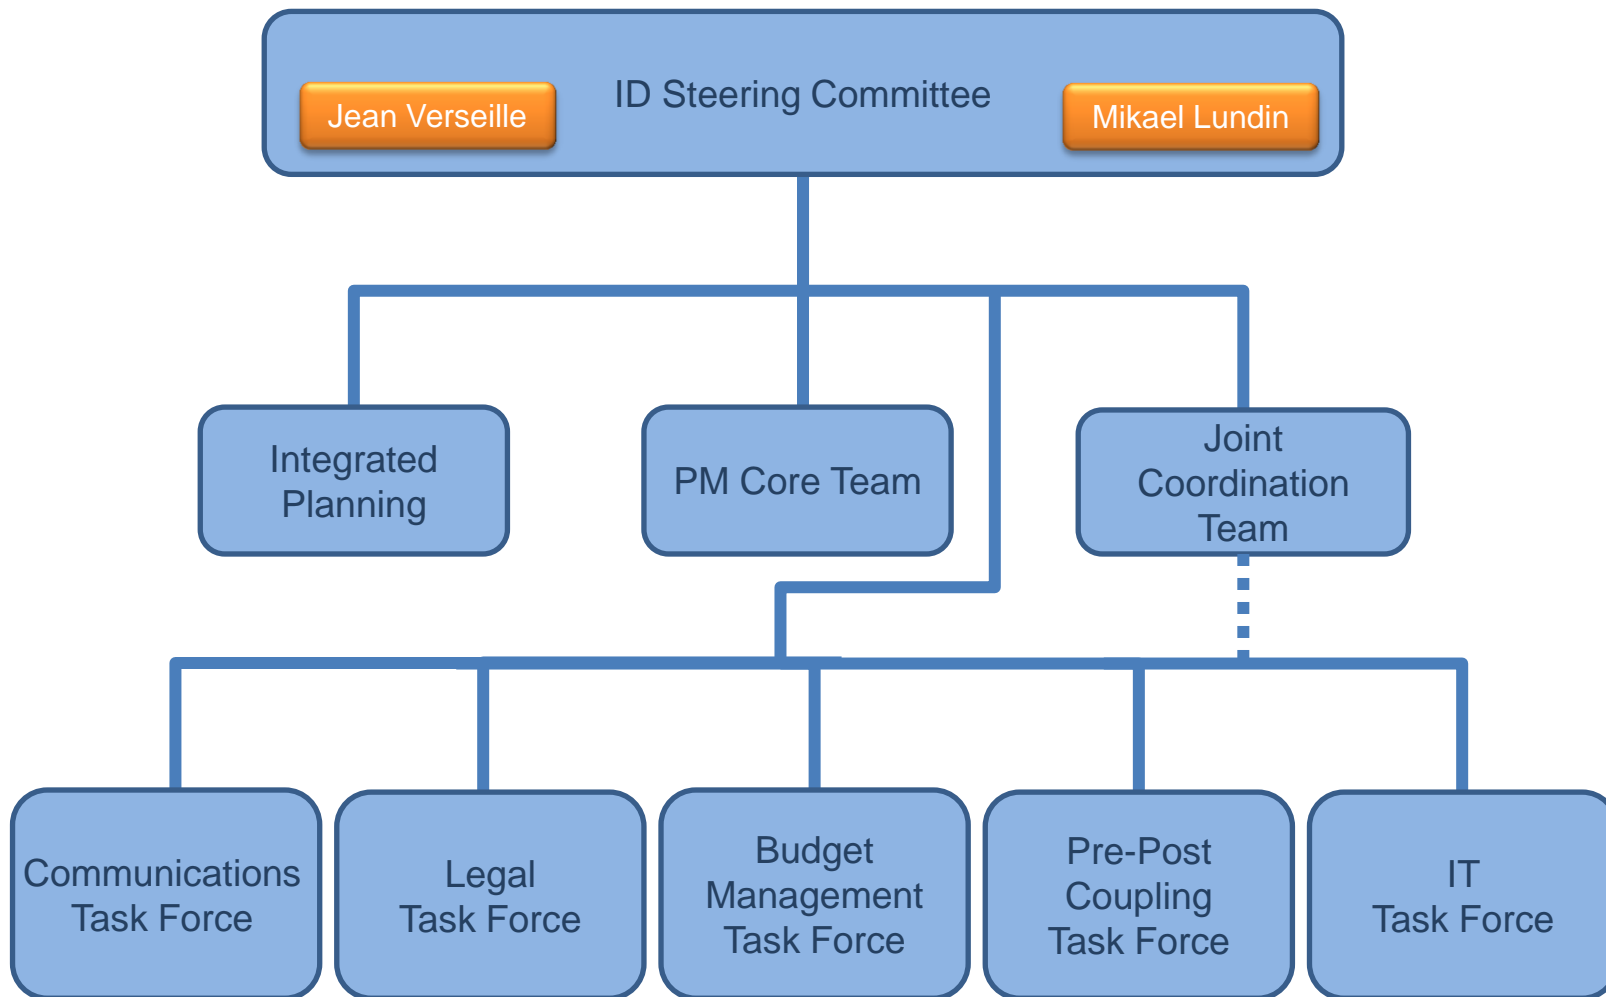 ID Steering Committee
Jean Verseille
Mikael Lundin
Integrated
Planning
PM Core Team
Joint
Coordination
Team
Communications
Task Force
Legal
Task Force
Budget
Management
Task Force
Pre-Post
Coupling
Task Force
IT
Task Force